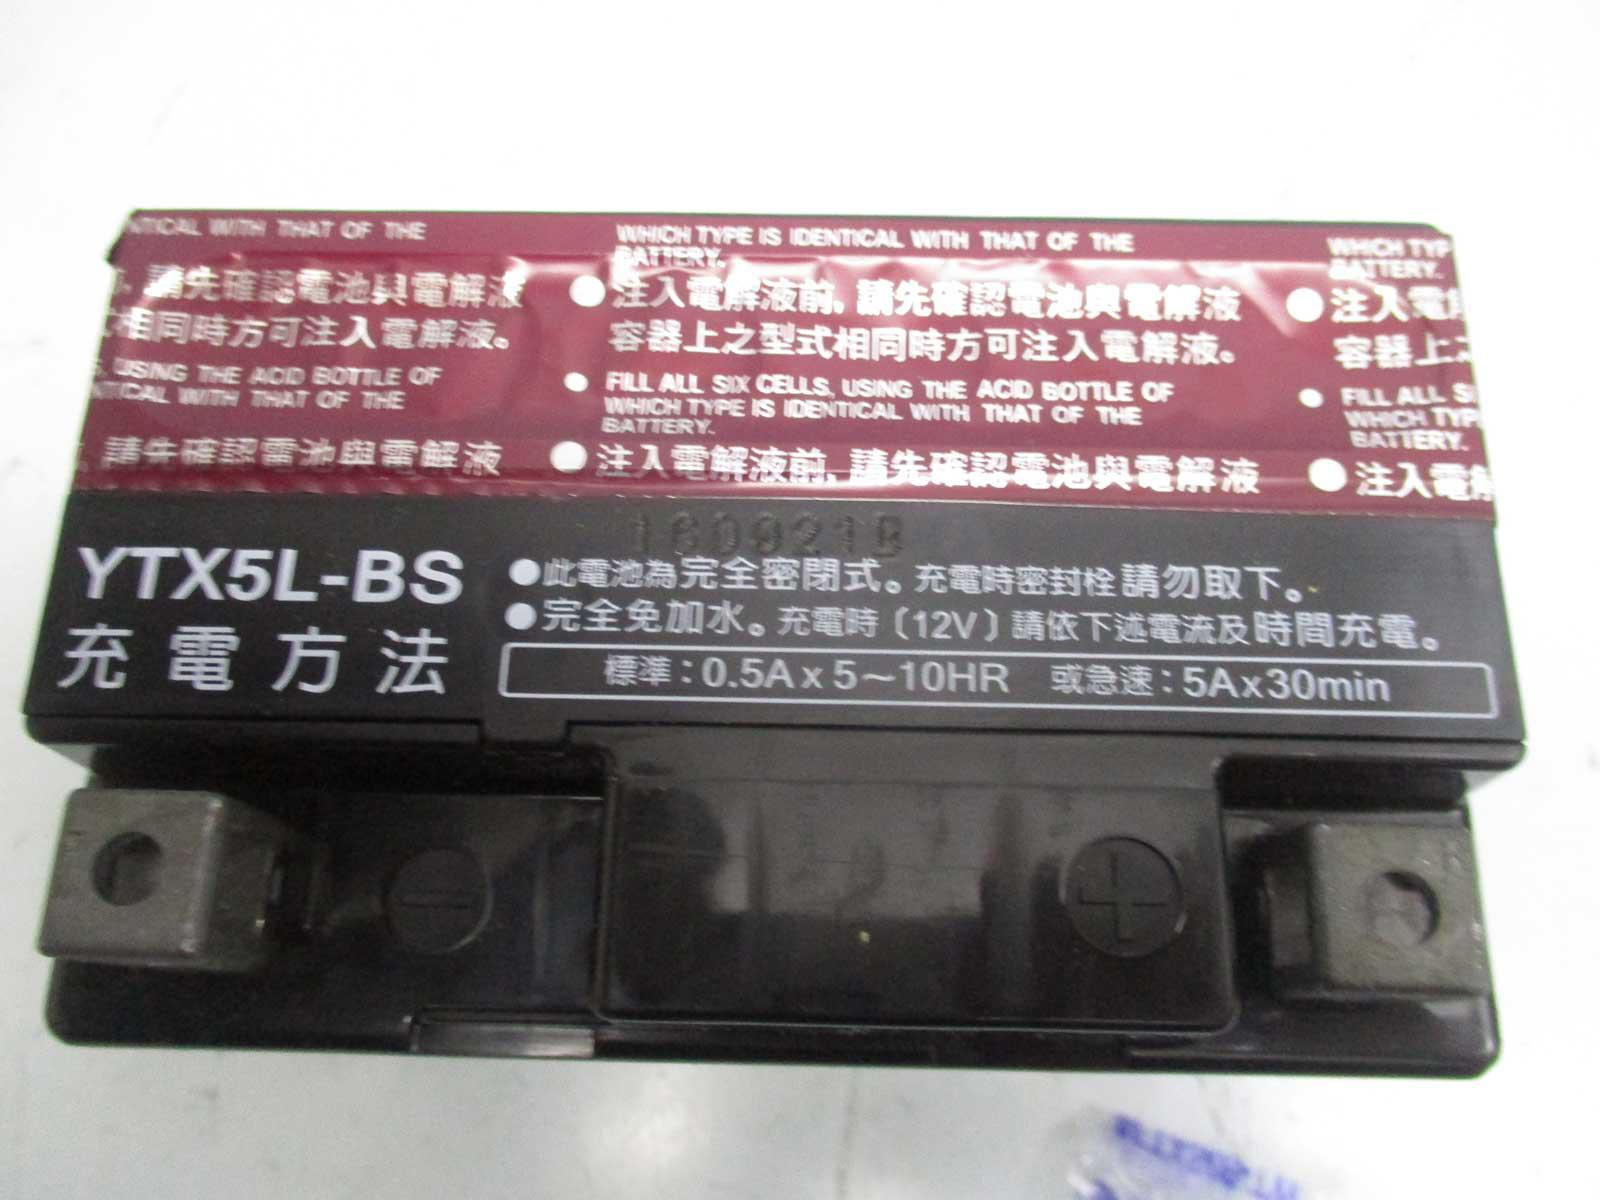 NTICAL WITH THAT OF THE
WHICH TYPE IS IDENTICAL WITH THAT OF THE
BATTERY.
WHICH TYP
BATTERY.
請先確認電池與電解液
相同時方可注入電解液。
●注入電解液前,請先確認電池與電解液
容器上之型式相同時方可注入電解液。
●注入電解
容器上之
USING THE ACID BOTTLE OF
NTICAL WITH THAT OF THE
●FILL ALL SIX CELLS, USING THE ACID BOTTLE OF
WHICH TYPE IS IDENTICAL WITH THAT OF THE
BATTERY.
●FILL ALL SI
WHICH TYP
BATTERY.
請先確認電池與電解液
●注入電解液前,請先確認電池與電解液
●注入電解
160921B
YTX5L-BS
充電方法
●此電池為完全密閉式。充電時密封栓請勿取下。
●完全免加水。充電時〔12V〕請依下述電流及時間充電。
標準:0.5A x 5~10HR 或急速:5A x 30min